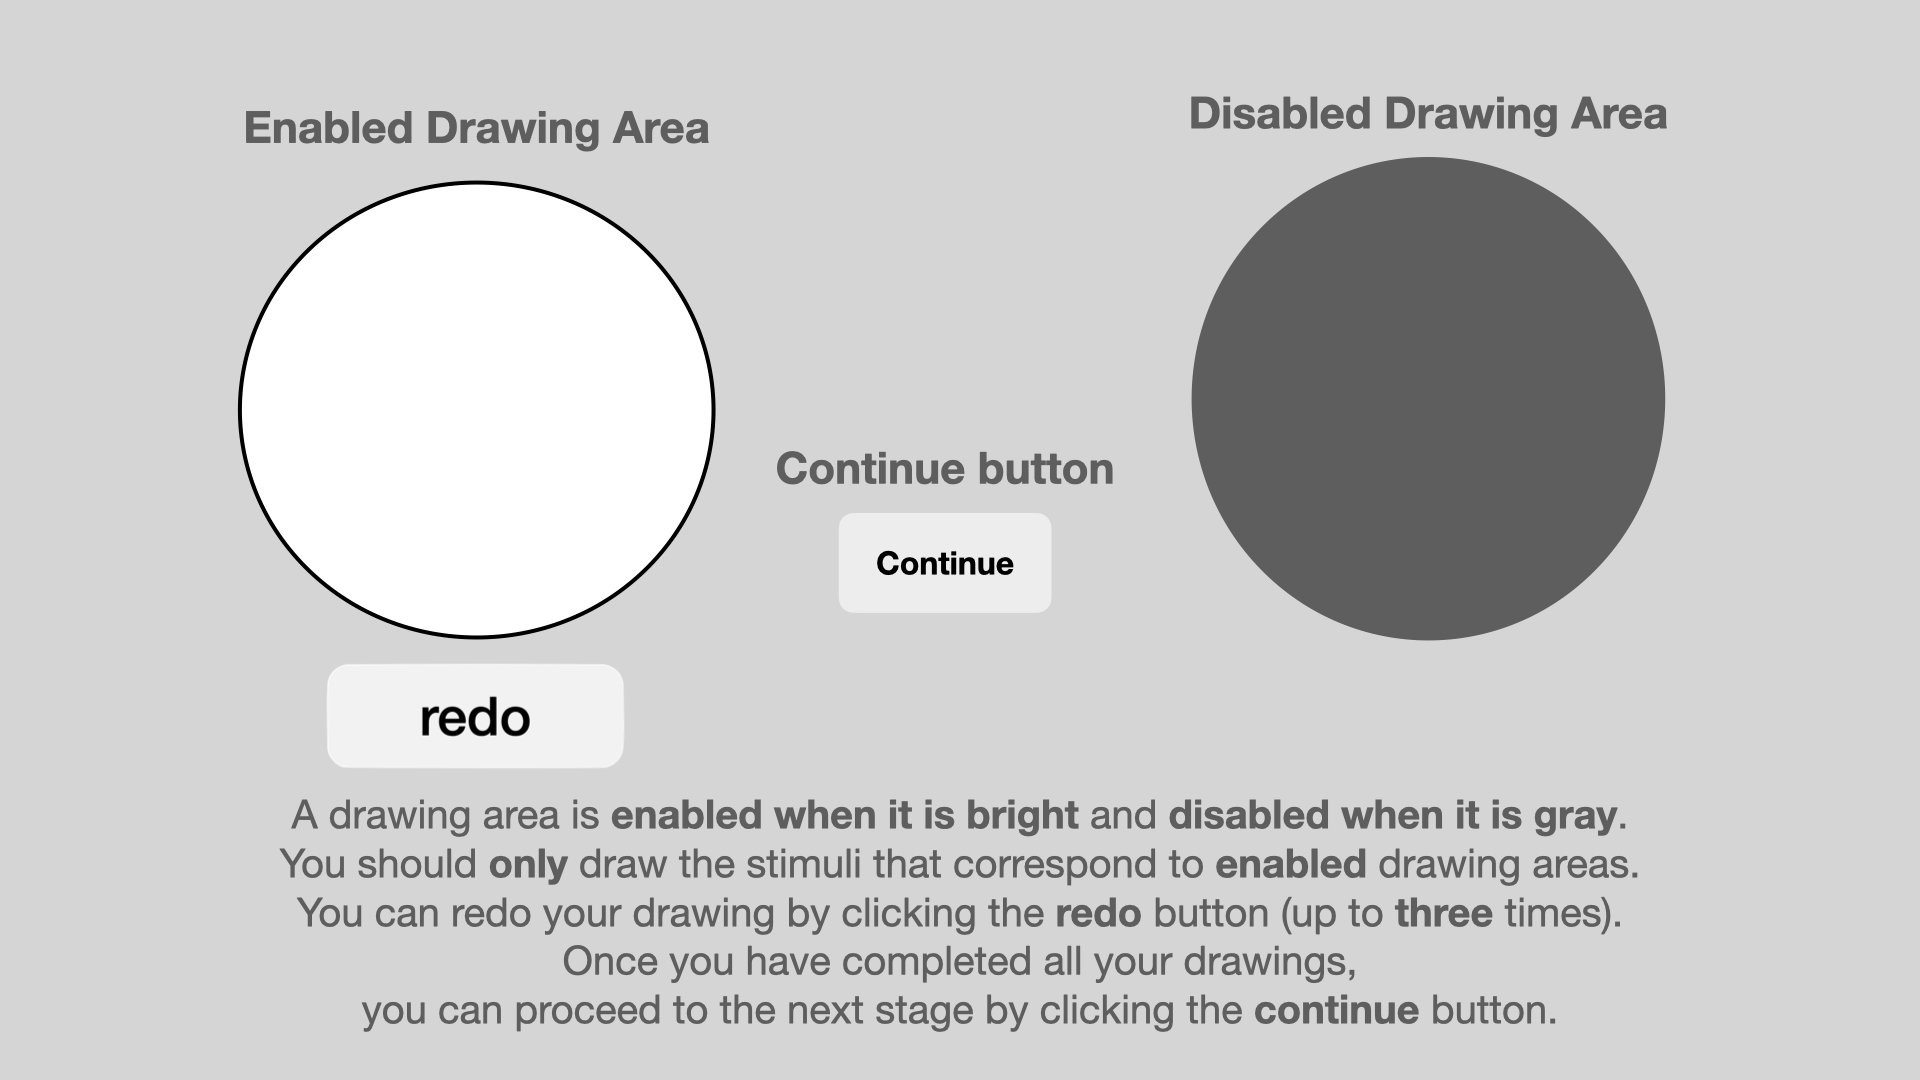 Enabled Drawing Area
Disabled Drawing Area
Continue button
Continue
redo
A drawing area is enabled when it is bright and disabled when it is gray.
You should only draw the stimuli that correspond to enabled drawing areas.
You can redo your drawing by clicking the redo button (up to three times).
Once you have completed all your drawings,
you can proceed to the next stage by clicking the continue button.